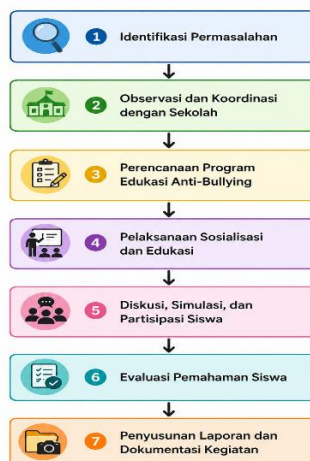 1 Identifikasi Permasalahan
2 Observasi dan Koordinasi
dengan Sekolah
3 Perencanaan Program
Edukasi Anti-Bullying
4 Pelaksanaan Sosialisasi
dan Edukasi
5 Diskusi, Simulasi, dan
Partisipasi Siswa
6 Evaluasi Pemahaman Siswa
7 Penyusunan Laporan dan
Dokumentasi Kegiatan